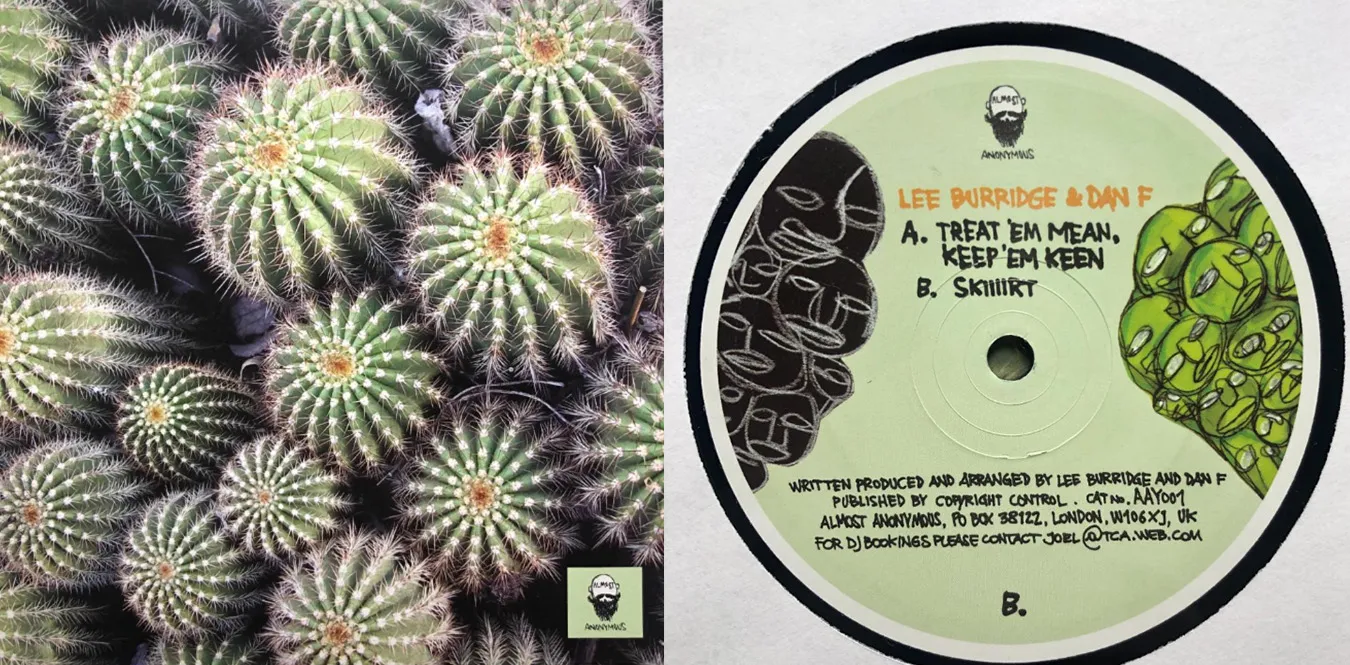 ALMOST
ANONYMOUS
ALMOST
ANONYMOUS
LEE BURRIDGE & DAN F
A. TREAT 'EM MEAN,
KEEP 'EM KEEN
B. SKIIIIRT
WRITTEN PRODUCED AND ARRANGED BY LEE BURRIDGE AND DAN F
PUBLISHED BY COPYRIGHT CONTROL. CAT NO. AAY001
ALMOST ANONYMOUS, PO BOX 38122, LONDON, W106XJ, UK
FOR DJ BOOKINGS PLEASE CONTACT JOEL@TCA.WEB.COM
B.